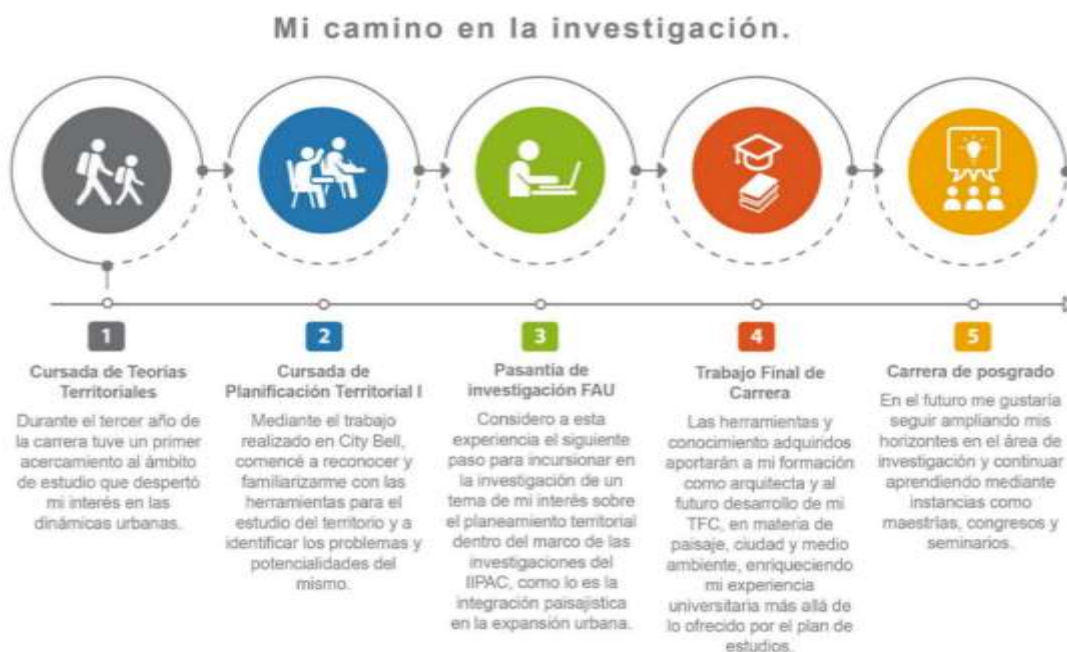 Mi camino en la investigación.
1
Cursada de Teorías
Territoriales
Durante el tercer año de
la carrera tuve un primer
acercamiento al ámbito
de estudio que despertó
mi interés en las
dinámicas urbanas.
2
Cursada de
Planificación Territorial I
Mediante el trabajo
realizado en City Bell,
comencé a reconocer y
familiarizarme con las
herramientas para el
estudio del territorio y a
identificar los problemas y
potencialidades del
mismo.
3
Pasantía de
investigación FAU
Considero a esta
experiencia el siguiente
paso para incursionar en
la investigación de un
tema de mi interés sobre
el planeamiento territorial
dentro del marco de las
investigaciones del
IIPAC, como lo es la
integración paisajística
en la expansión urbana.
4
Trabajo Final de
Carrera
Las herramientas y
conocimiento adquiridos
aportarán a mi formación
como arquitecta y al
futuro desarrollo de mi
TFC, en materia de
paisaje, ciudad y medio
ambiente, enriqueciendo
mi experiencia
universitaria más allá de
lo ofrecido por el plan de
estudios.
5
Carrera de posgrado
En el futuro me gustaría
seguir ampliando mis
horizontes en el área de
investigación y continuar
aprendiendo mediante
instancias como
maestrías, congresos y
seminarios.